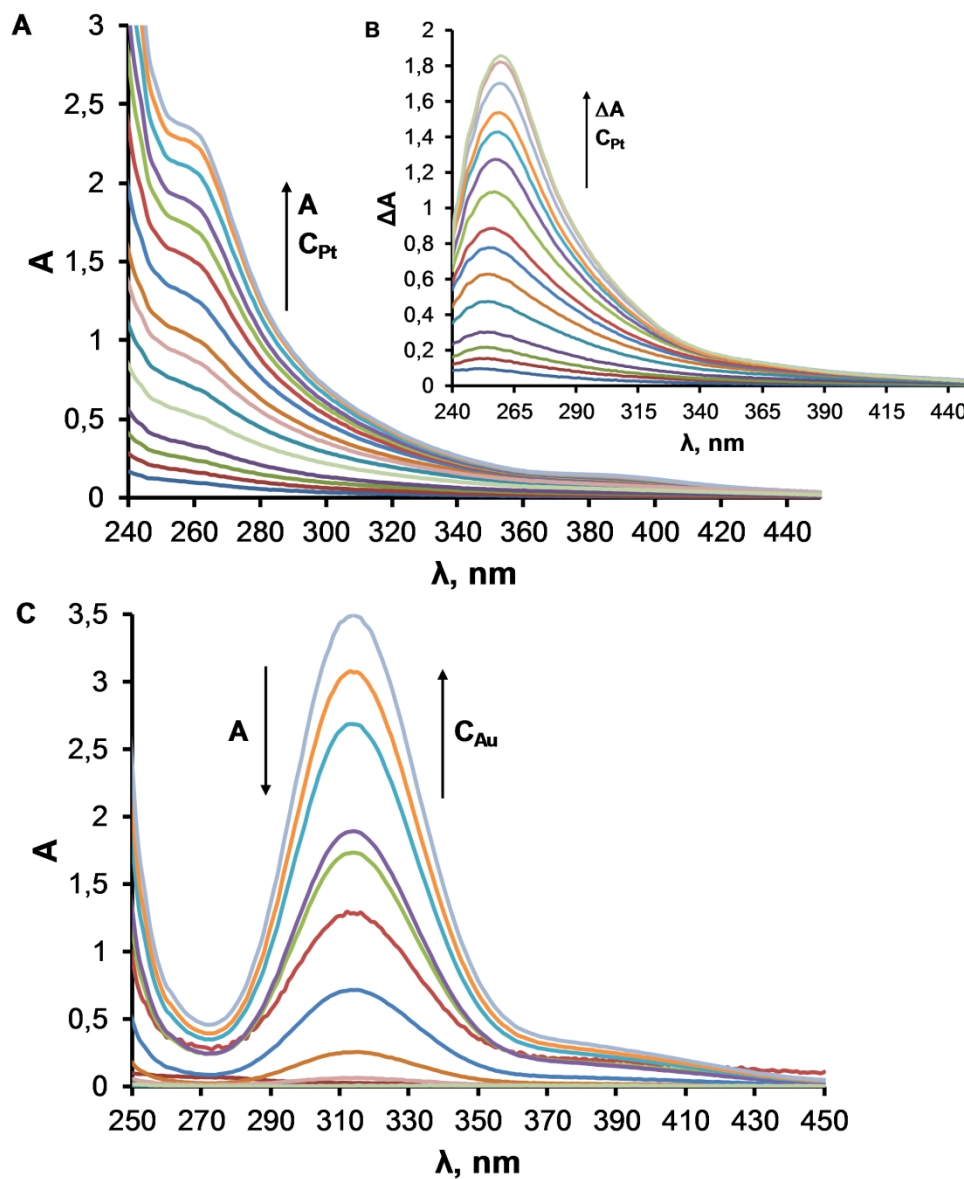 A
3
2,5
2
1,5
1
0,5
0
A
A
C_Pt
240 260 280 300 320 340 360 380 400 420 440
λ, nm
B
2
1,8
1,6
1,4
1,2
1
0,8
0,6
0,4
0,2
0
ΔA
ΔA
C_Pt
240 265 290 315 340 365 390 415 440
λ, nm
C
3,5
3
2,5
2
1,5
1
0,5
0
A
A
C_Au
250 270 290 310 330 350 370 390 410 430 450
λ, nm